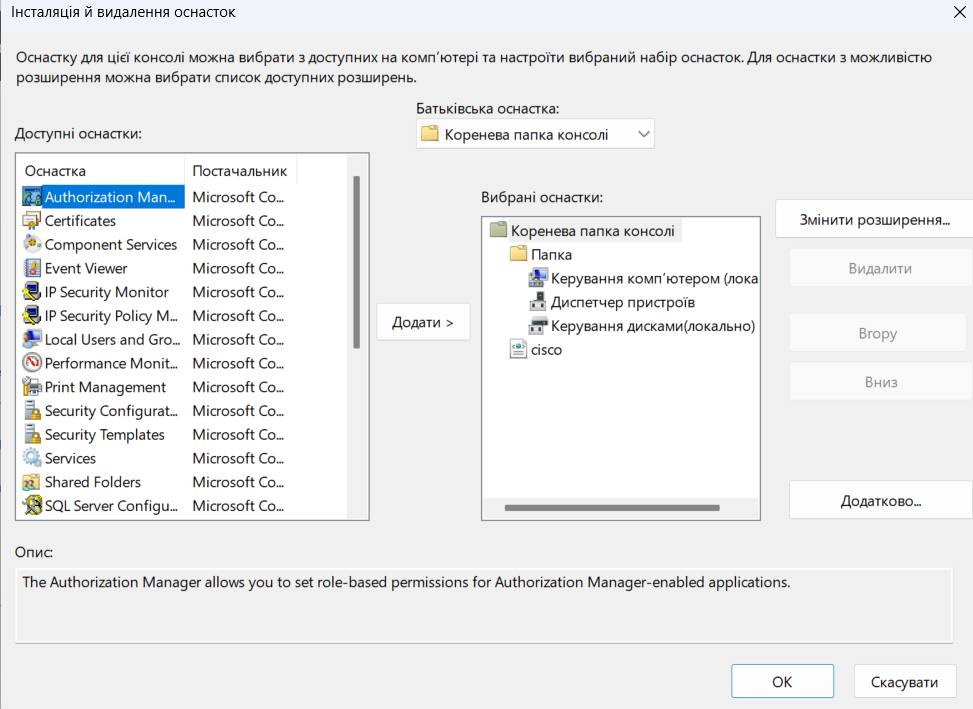 Інсталяція й видалення оснасток
Оснастку для цієї консолі можна вибрати з доступних на комп'ютері та настроїти вибраний набір оснасток. Для оснастки з можливістю
розширення можна вибрати список доступних розширень.
Батьківська оснастка:
Коренева папка консолі
Доступні оснастки:
Оснастка Постачальник
Authorization Man... Microsoft Co...
Certificates Microsoft Co...
Component Services Microsoft Co...
Event Viewer Microsoft Co...
IP Security Monitor Microsoft Co...
IP Security Policy M... Microsoft Co...
Local Users and Gro... Microsoft Co...
Performance Monit... Microsoft Co...
Print Management Microsoft Co...
Security Configurat... Microsoft Co...
Security Templates Microsoft Co...
Services Microsoft Co...
Shared Folders Microsoft Co...
SQL Server Configu... Microsoft Co...
Додати >
Вибрані оснастки:
Коренева папка консолі
Папка
Керування комп'ютером (лока
Диспетчер пристроїв
Керування дисками(локально)
cisco
Змінити розширення...
Видалити
Вгору
Вниз
Додатково...
Опис:
The Authorization Manager allows you to set role-based permissions for Authorization Manager-enabled applications.
ОК
Скасувати